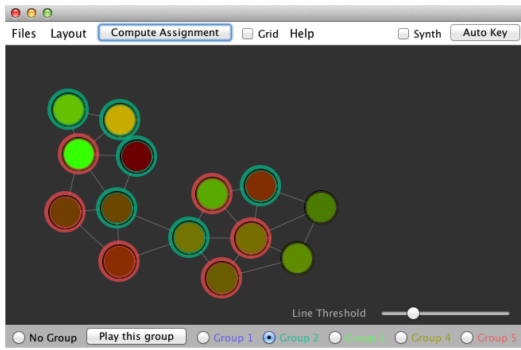 Files Layout Compute Assignment Grid Help Synth Auto Key
Line Threshold
No Group Play this group Group 1 Group 2 Group 3 Group 4 Group 5